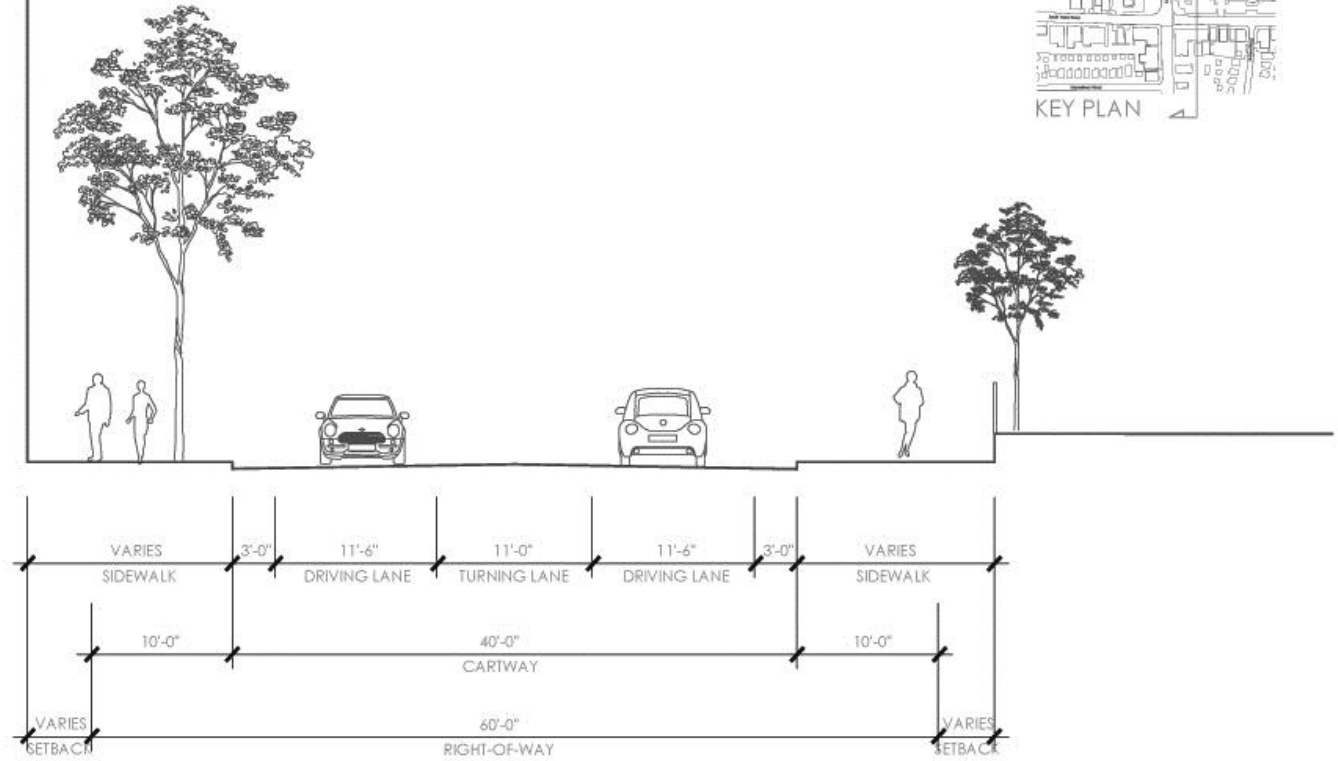 KEY PLAN
VARIES 3'-0" 11'-6" 11'-0" 11'-6" 3'-0" VARIES
SIDEWALK DRIVING LANE TURNING LANE DRIVING LANE SIDEWALK
10'-0" 40'-0" 10'-0"
CARTWAY
VARIES 60'-0" VARIES
SETBACK RIGHT-OF-WAY SETBACK